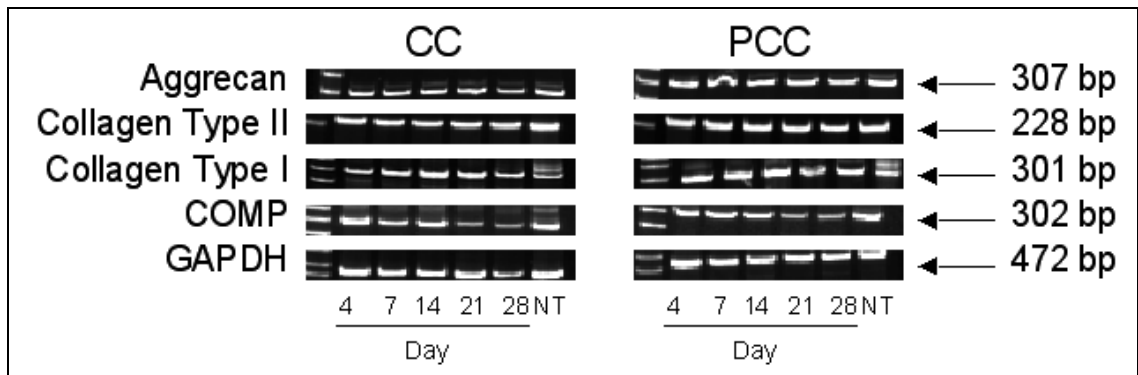 CC PCC
Aggrecan 307 bp
Collagen Type II 228 bp
Collagen Type I 301 bp
COMP 302 bp
GAPDH 472 bp
4 7 14 21 28 NT 4 7 14 21 28 NT
Day Day